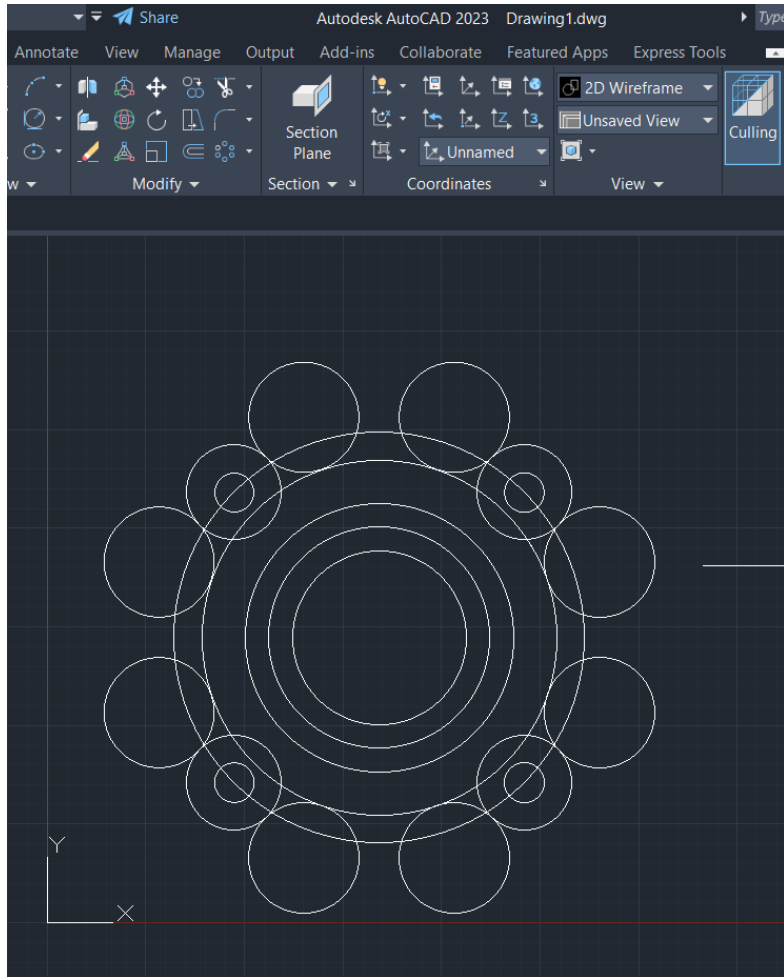 Share Autodesk AutoCAD 2023 Drawing1.dwg Type
Annotate View Manage Output Add-ins Collaborate Featured Apps Express Tools
2D Wireframe
Section
Plane
Unsaved View
Culling
Unnamed
w Modify Section Coordinates View
Y
X